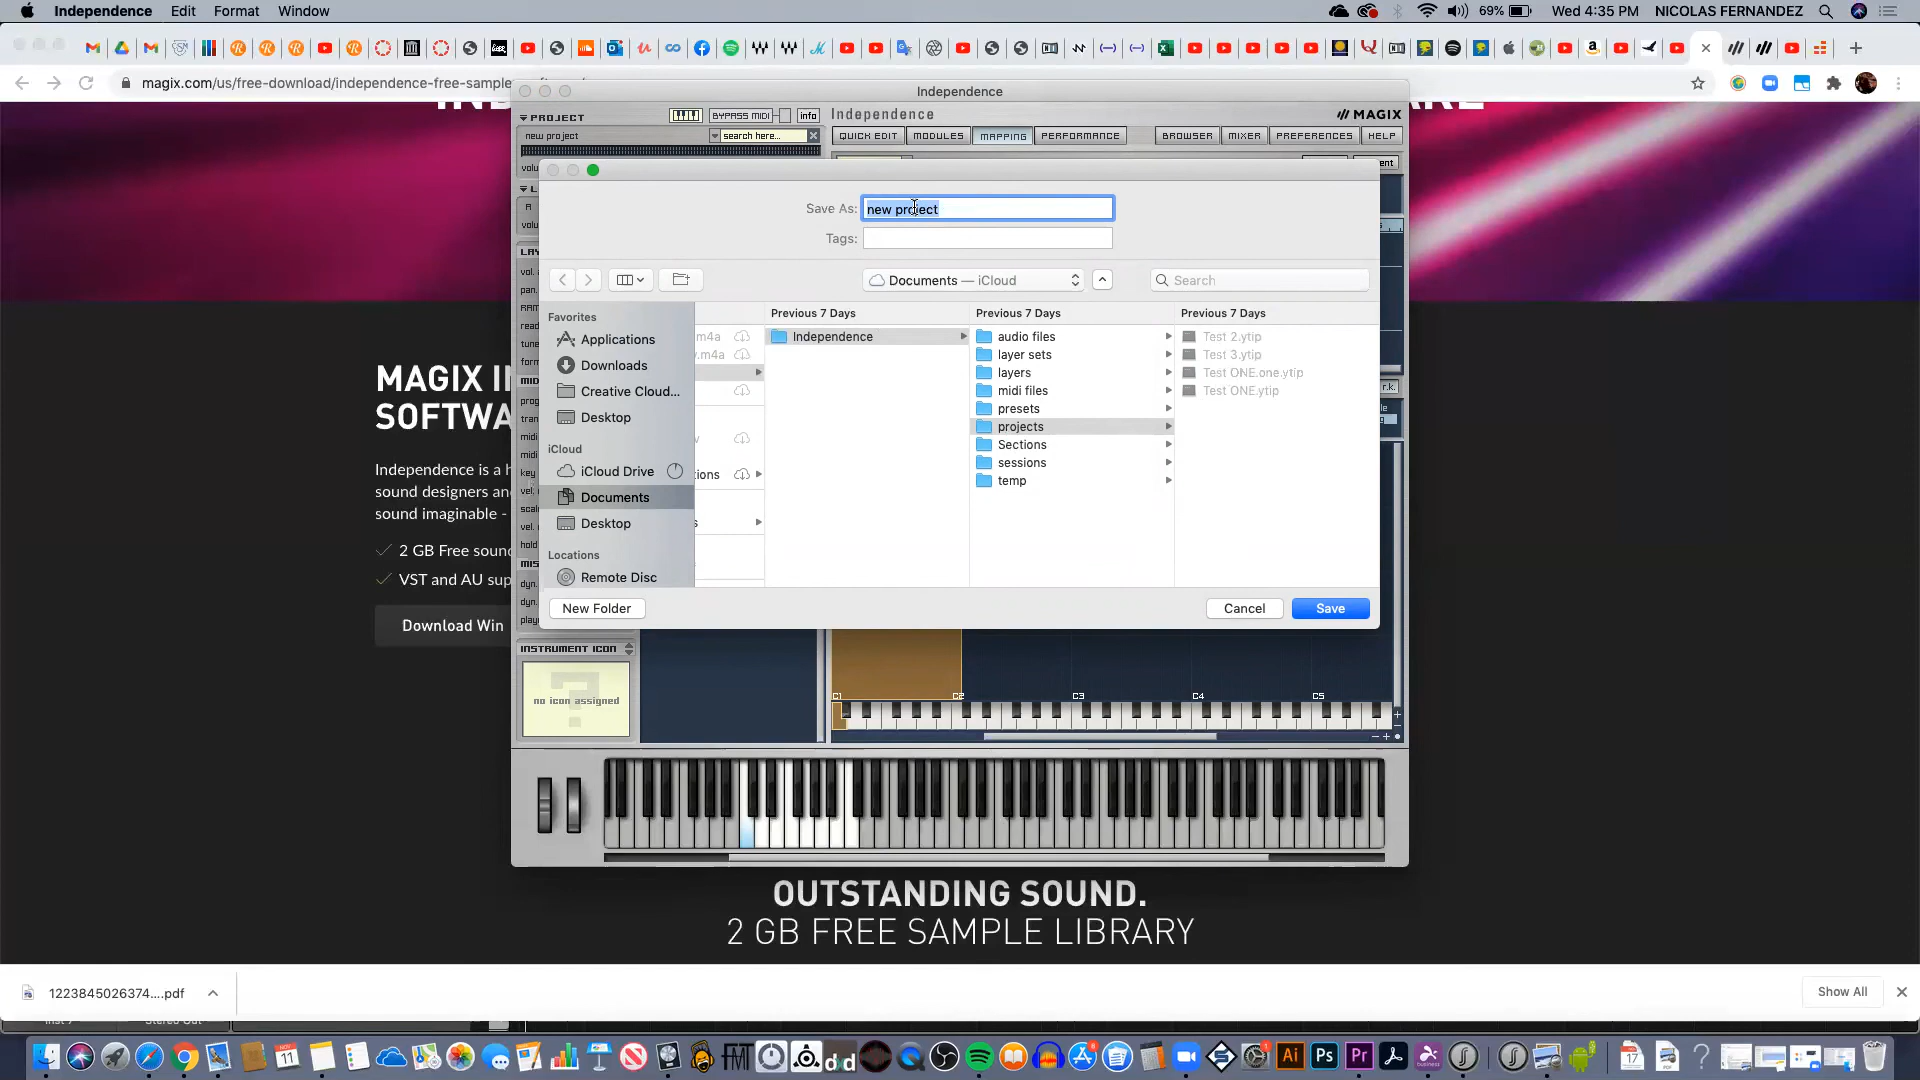 Independence Edit Format Window
69% Wed 4:35 PM NICOLAS FERNANDEZ
magix.com/us/free-download/independence-free-sample
Independence
PROJECT
BYPASS MIDI
info
Independence
MAGIX
new project
search here...
QUICK EDIT MODULES MAPPING PERFORMANCE
BROWSER MIXER PREFERENCES HELP
Save As: new project
Tags:
Documents — iCloud
Search
Favorites
Applications
Downloads
Creative Cloud...
Desktop
iCloud
iCloud Drive
Documents
Desktop
Locations
Remote Disc
Previous 7 Days
Independence
Previous 7 Days
audio files
layer sets
layers
midi files
presets
projects
Sections
sessions
temp
Previous 7 Days
Test 2.ytip
Test 3.ytip
Test ONE.one.ytip
Test ONE.ytip
New Folder
Cancel
Save
MAGIX I
SOFTWA
Independence is a h
sound designers an
sound imaginable -
2 GB Free soun
VST and AU sup
Download Win
INSTRUMENT ICON
no icon assigned
C1 C2 C3 C4 C5
OUTSTANDING SOUND.
2 GB FREE SAMPLE LIBRARY
1223845026374....pdf
Show All